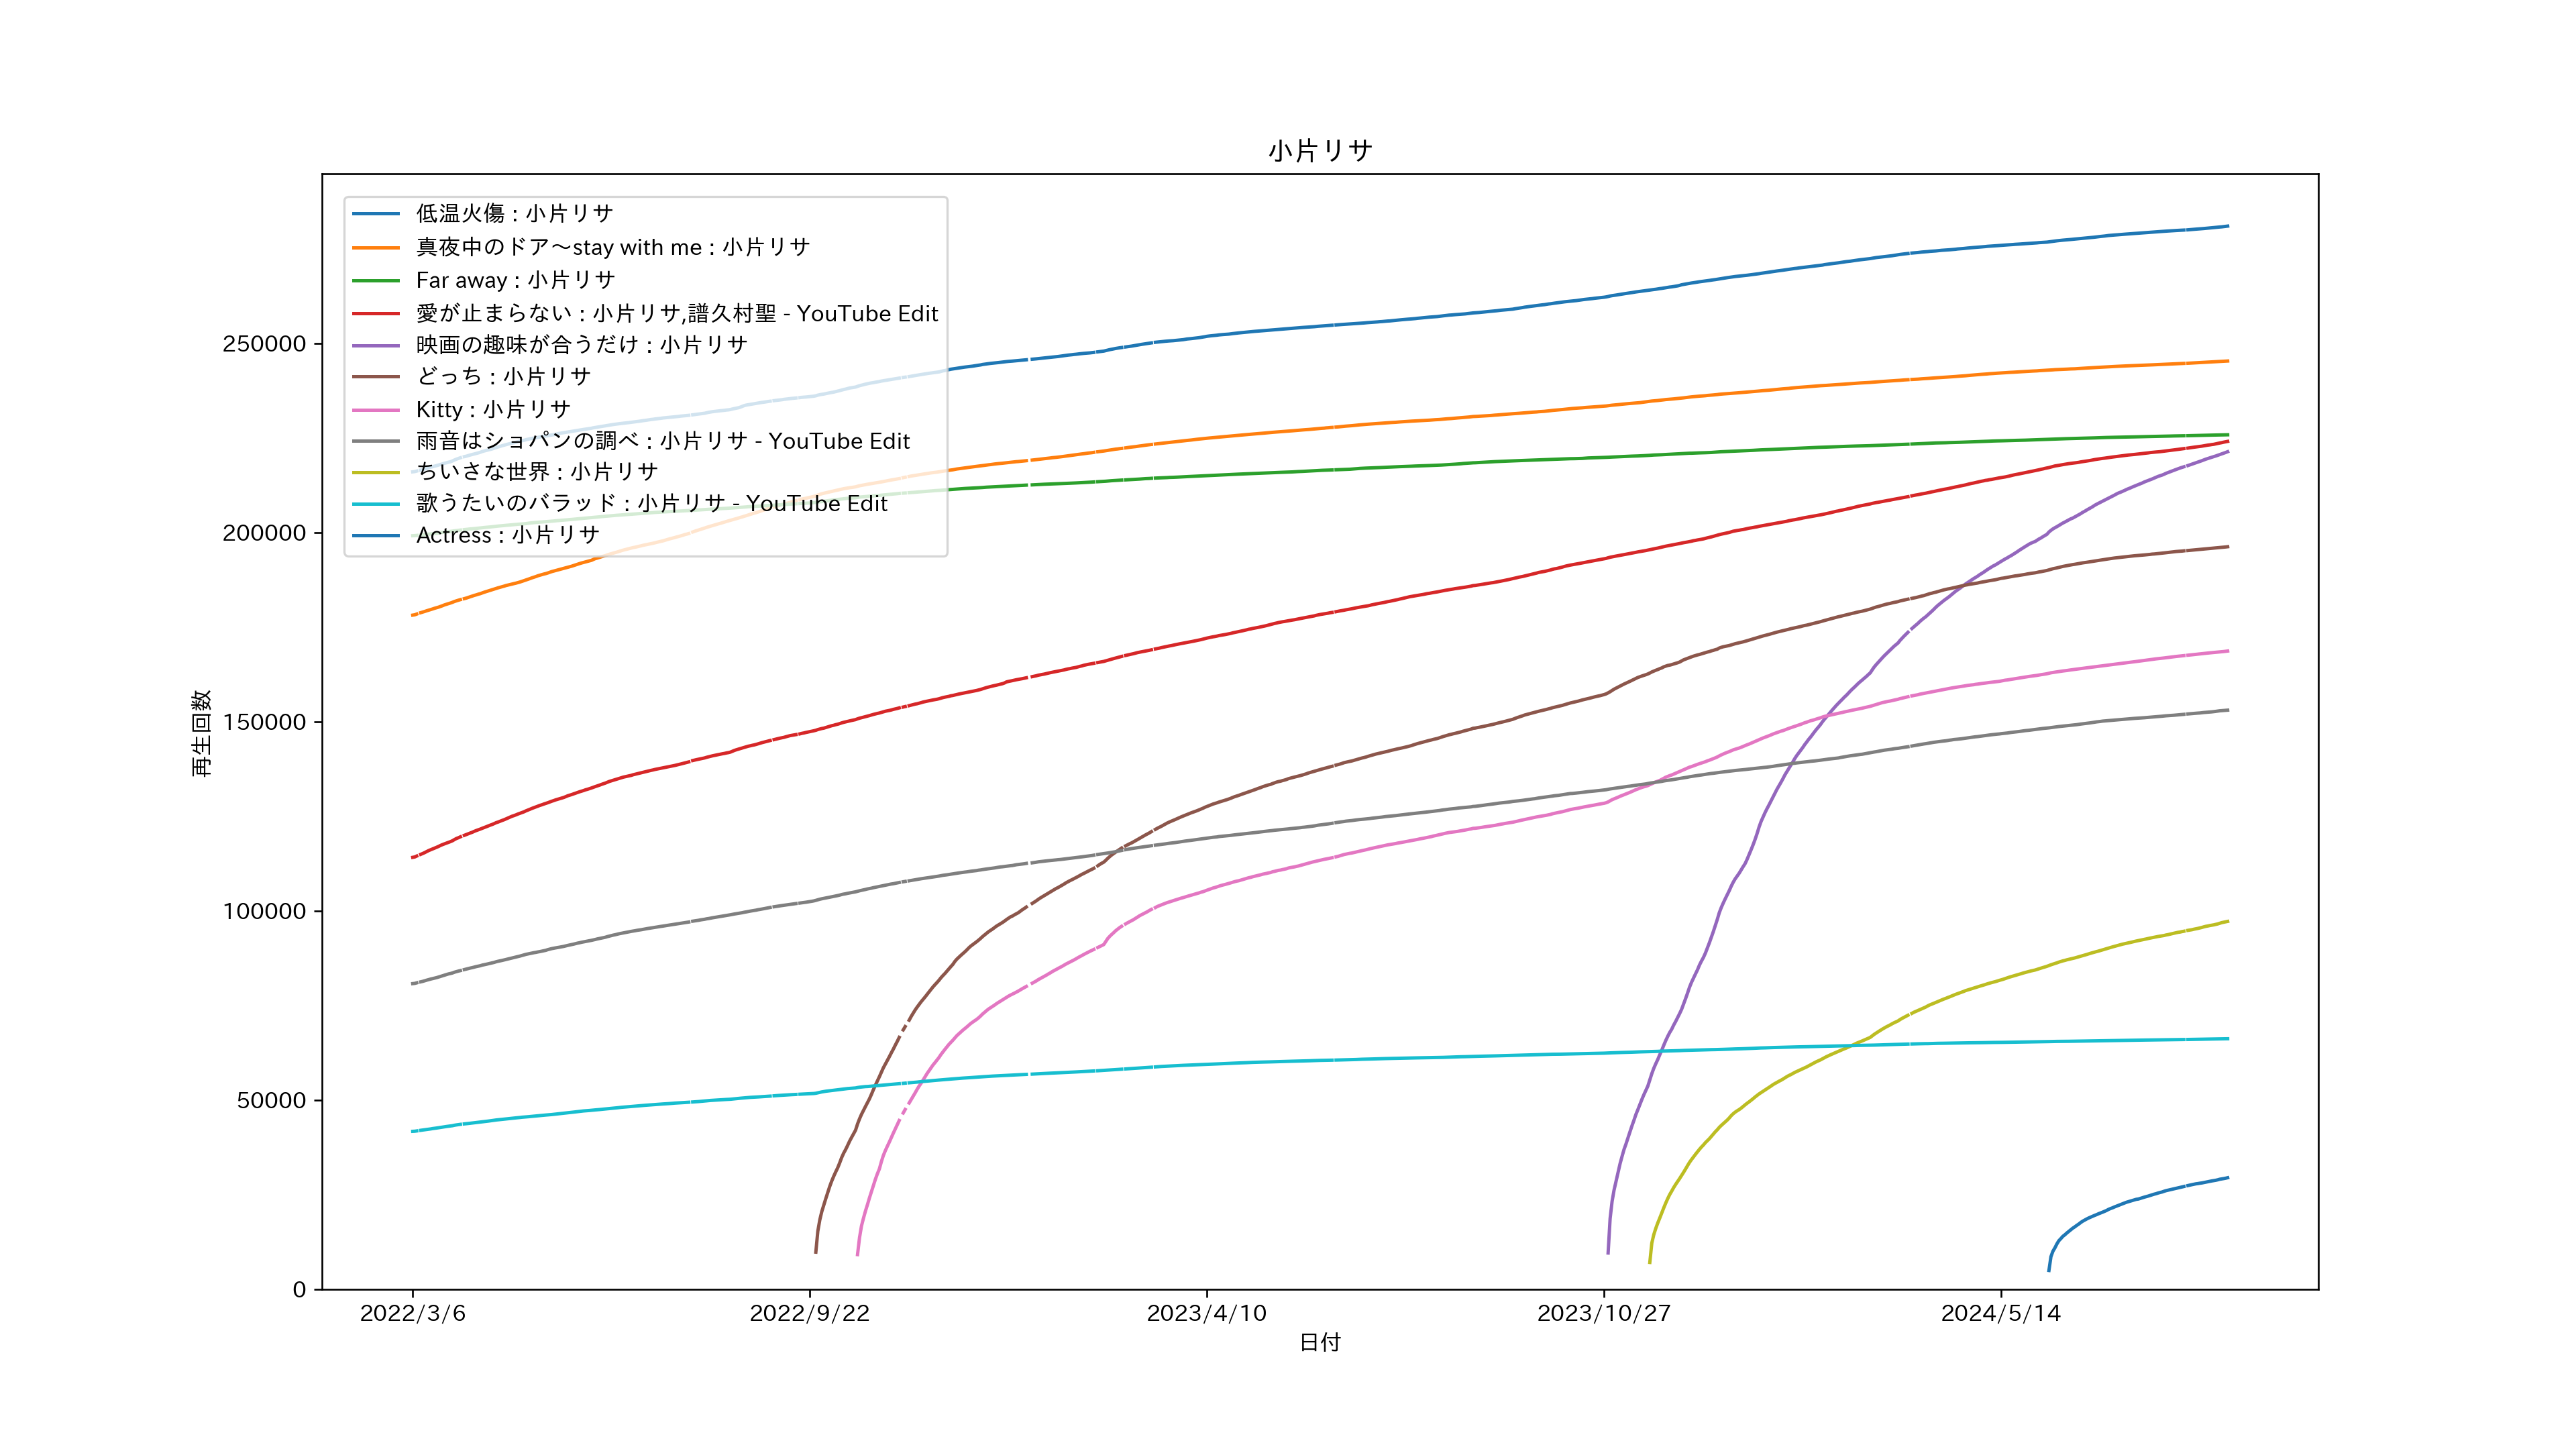 小片リサ
低温火傷 : 小片リサ
真夜中のドア～stay with me : 小片リサ
Far away : 小片リサ
愛が止まらない : 小片リサ,譜久村聖 - YouTube Edit
映画の趣味が合うだけ : 小片リサ
どっち : 小片リサ
Kitty : 小片リサ
雨音はショパンの調べ : 小片リサ - YouTube Edit
ちいさな世界 : 小片リサ
歌うたいのバラッド : 小片リサ - YouTube Edit
Actress : 小片リサ
250000
200000
150000
100000
50000
0
再生回数
2022/3/6
2022/9/22
2023/4/10
2023/10/27
2024/5/14
日付